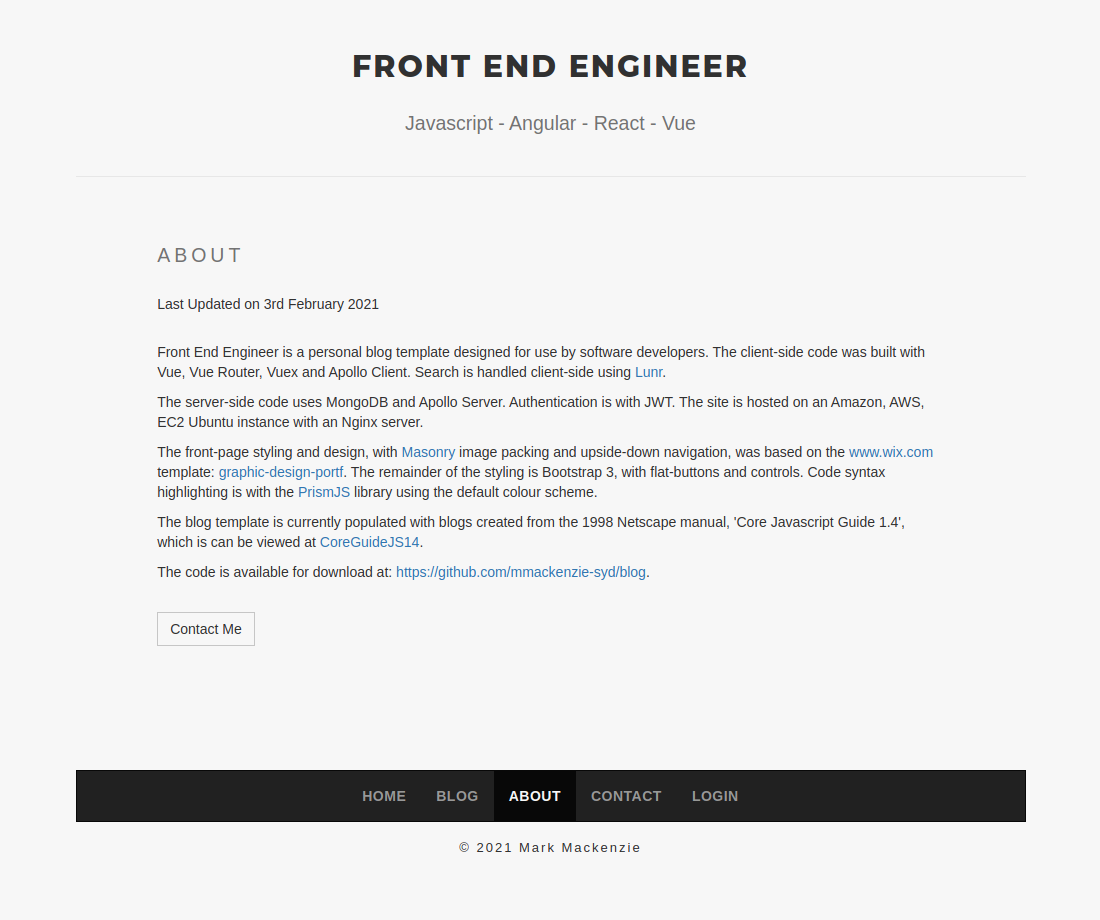 FRONT END ENGINEER
Javascript - Angular - React - Vue
ABOUT
Last Updated on 3rd February 2021
Front End Engineer is a personal blog template designed for use by software developers. The client-side code was built with
Vue, Vue Router, Vuex and Apollo Client. Search is handled client-side using Lunr.
The server-side code uses MongoDB and Apollo Server. Authentication is with JWT. The site is hosted on an Amazon, AWS,
EC2 Ubuntu instance with an Nginx server.
The front-page styling and design, with Masonry image packing and upside-down navigation, was based on the www.wix.com
template: graphic-design-portf. The remainder of the styling is Bootstrap 3, with flat-buttons and controls. Code syntax
highlighting is with the PrismJS library using the default colour scheme.
The blog template is currently populated with blogs created from the 1998 Netscape manual, 'Core Javascript Guide 1.4',
which is can be viewed at CoreGuideJS14.
The code is available for download at: https://github.com/mmackenzie-syd/blog.
Contact Me
HOME BLOG ABOUT CONTACT LOGIN
© 2021 Mark Mackenzie